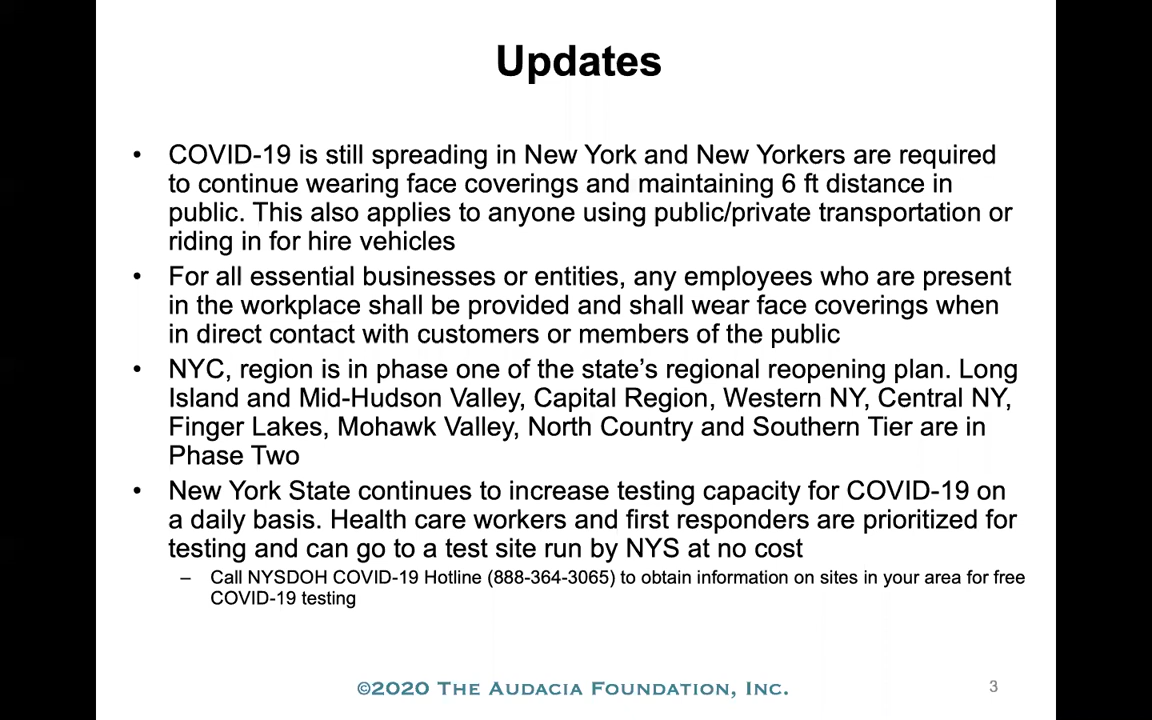 Updates
• COVID-19 is still spreading in New York and New Yorkers are required
to continue wearing face coverings and maintaining 6 ft distance in
public. This also applies to anyone using public/private transportation or
riding in for hire vehicles
• For all essential businesses or entities, any employees who are present
in the workplace shall be provided and shall wear face coverings when
in direct contact with customers or members of the public
• NYC, region is in phase one of the state’s regional reopening plan. Long
Island and Mid-Hudson Valley, Capital Region, Western NY, Central NY,
Finger Lakes, Mohawk Valley, North Country and Southern Tier are in
Phase Two
• New York State continues to increase testing capacity for COVID-19 on
a daily basis. Health care workers and first responders are prioritized for
testing and can go to a test site run by NYS at no cost
– Call NYSDOH COVID-19 Hotline (888-364-3065) to obtain information on sites in your area for free
COVID-19 testing
©2020 The Audacia Foundation, Inc.
3